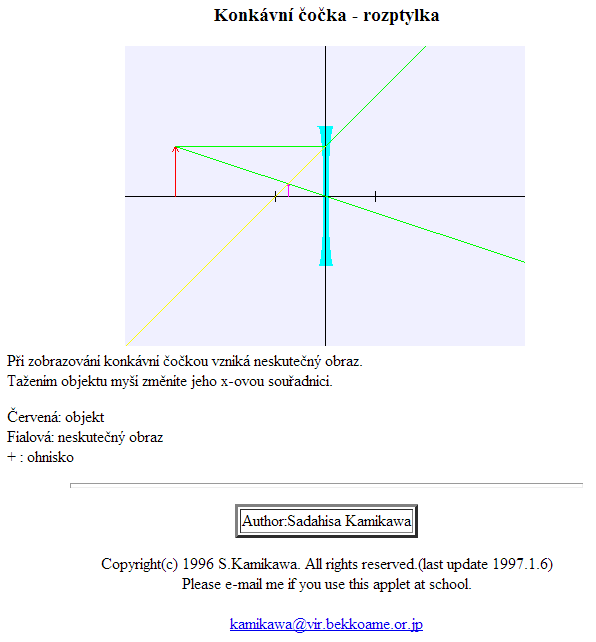 Konkávní čočka - rozptylka
Při zobrazování konkávní čočkou vzniká neskutečný obraz.
Tažením objektu myší změníte jeho x-ovou souřadnici.
Červená: objekt
Fialová: neskutečný obraz
+ : ohnisko
Author:Sadahisa Kamikawa
Copyright(c) 1996 S.Kamikawa. All rights reserved.(last update 1997.1.6)
Please e-mail me if you use this applet at school.
kamikawa@vir.bekkoame.or.jp